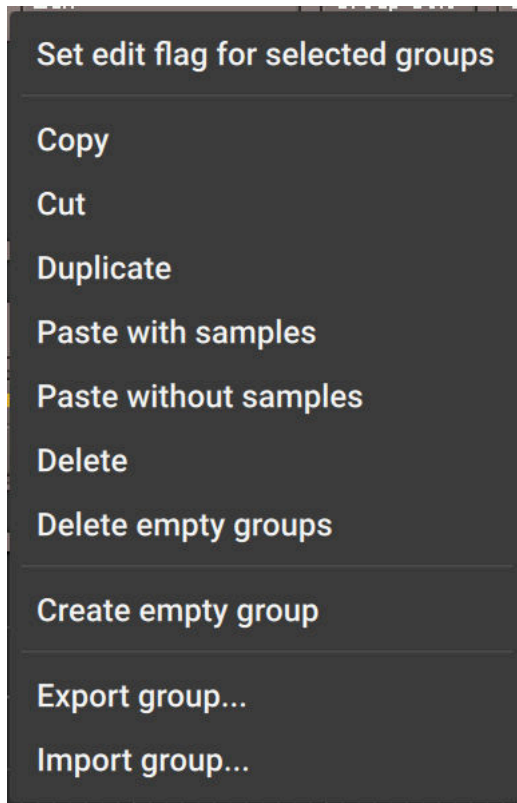 Set edit flag for selected groups
Copy
Cut
Duplicate
Paste with samples
Paste without samples
Delete
Delete empty groups
Create empty group
Export group...
Import group...